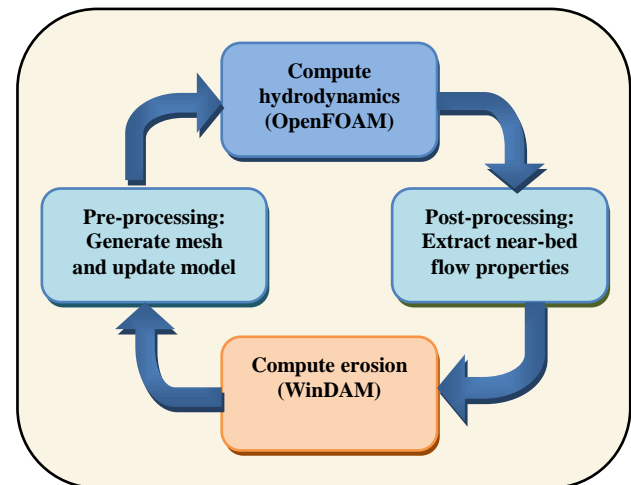 Compute
hydrodynamics
(OpenFOAM)
Pre-processing:
Generate mesh
and update model
Post-processing:
Extract near-bed
flow properties
Compute erosion
(WinDAM)